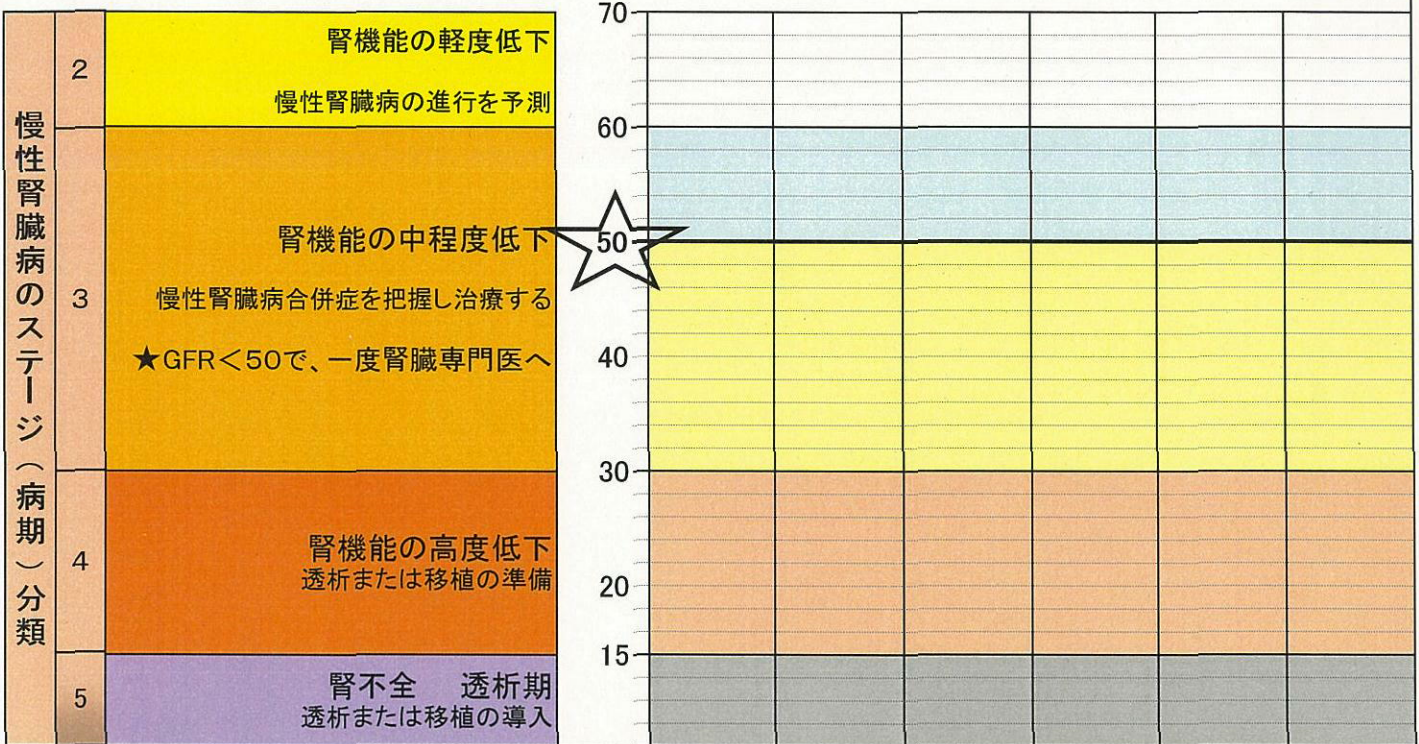 慢性腎臓病のステージ（病期）分類
2
腎機能の軽度低下
慢性腎臓病の進行を予測
3
腎機能の中程度低下
慢性腎臓病合併症を把握し治療する
★GFR＜50で、一度腎臓専門医へ
4
腎機能の高度低下
透析または移植の準備
5
腎不全　透析期
透析または移植の導入
70
60
50
40
30
20
15